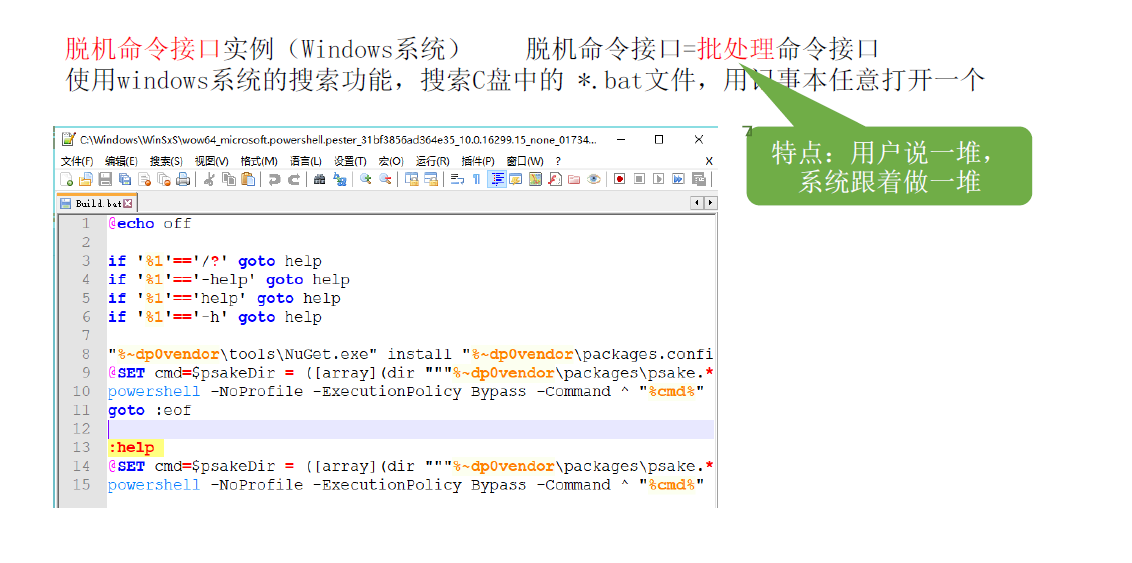 脱机命令接口实例（Windows系统） 脱机命令接口=批处理命令接口
使用windows系统的搜索功能，搜索C盘中的 *.bat文件，用记事本任意打开一个
特点：用户说一堆，
系统跟着做一堆
C:\Windows\WinSxS\wow64_microsoft.powershell.pester_31bf3856ad364e35_10.0.16299.15_none_01734...
文件(F) 编辑(E) 搜索(S) 视图(V) 格式(M) 语言(L) 设置(T) 宏(O) 运行(R) 插件(P) 窗口(W) ? X
Build.bat
1 @echo off
2
3 if '%1'=='/?' goto help
4 if '%1'=='-help' goto help
5 if '%1'=='help' goto help
6 if '%1'=='-h' goto help
7
8 "%~dp0vendor\tools\NuGet.exe" install "%~dp0vendor\packages.confi
9 @SET cmd=$psakeDir = ([array](dir """%~dp0vendor\packages\psake.*
10 powershell -NoProfile -ExecutionPolicy Bypass -Command ^ "%cmd%"
11 goto :eof
12
13 :help
14 @SET cmd=$psakeDir = ([array](dir """%~dp0vendor\packages\psake.*
15 powershell -NoProfile -ExecutionPolicy Bypass -Command ^ "%cmd%"